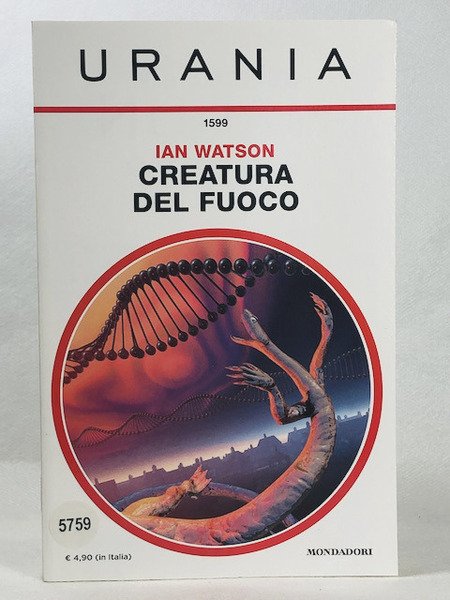 URANIA
1599
IAN WATSON
CREATURA
DEL FUOCO
5759
€ 4,90 (in Italia)
MONDADORI